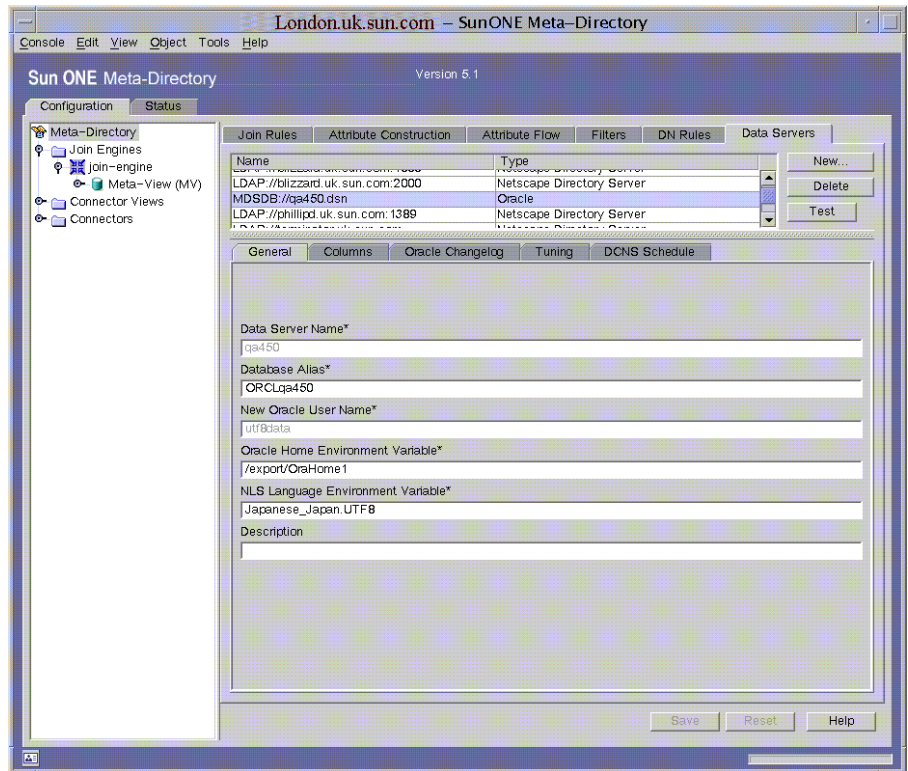 London.uk.sun.com – SunONE Meta–Directory
Console Edit View Object Tools Help
Sun ONE Meta-Directory
Version 5.1
Configuration Status
Meta–Directory
Join Engines
join–engine
Meta–View (MV)
Connector Views
Connectors
Join Rules Attribute Construction Attribute Flow Filters DN Rules Data Servers
Name Type
LDAP://blizzard.uk.sun.com:2000 Netscape Directory Server
MDSDB://qa450.dsn Oracle
LDAP://phillipd.uk.sun.com:1389 Netscape Directory Server
New...
Delete
Test
General Columns Oracle Changelog Tuning DCNS Schedule
Data Server Name*
qa450
Database Alias*
ORCLqa450
New Oracle User Name*
utf8data
Oracle Home Environment Variable*
/export/OraHome1
NLS Language Environment Variable*
Japanese_Japan.UTF8
Description
Save Reset Help